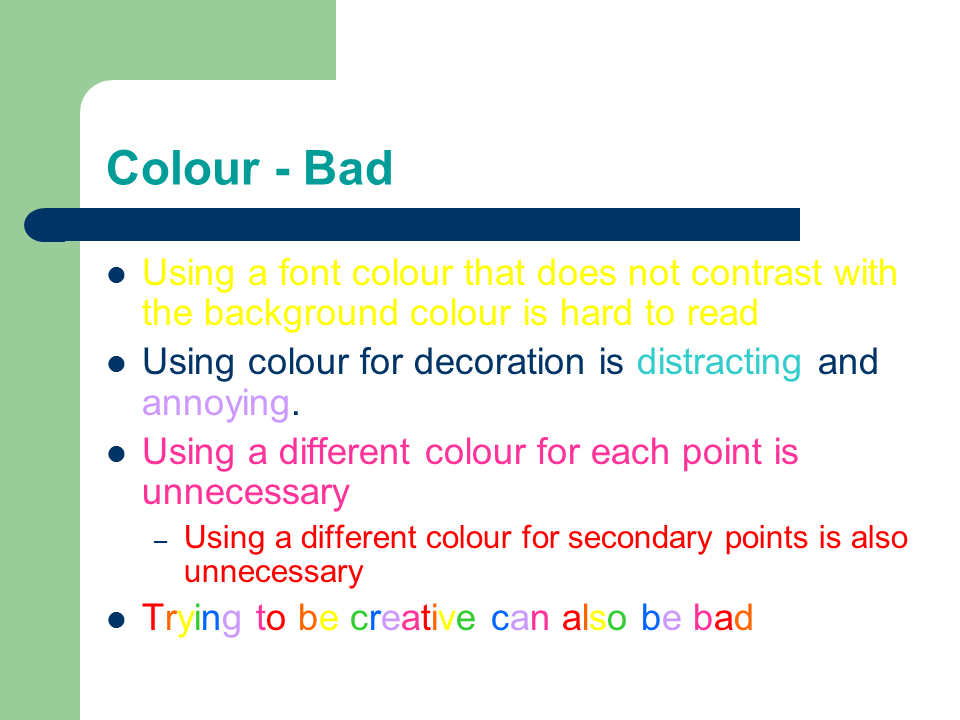 Colour - Bad
Using a font colour that does not contrast with
the background colour is hard to read
Using colour for decoration is distracting and
annoying.
Using a different colour for each point is
unnecessary
– Using a different colour for secondary points is also
unnecessary
Trying to be creative can also be bad